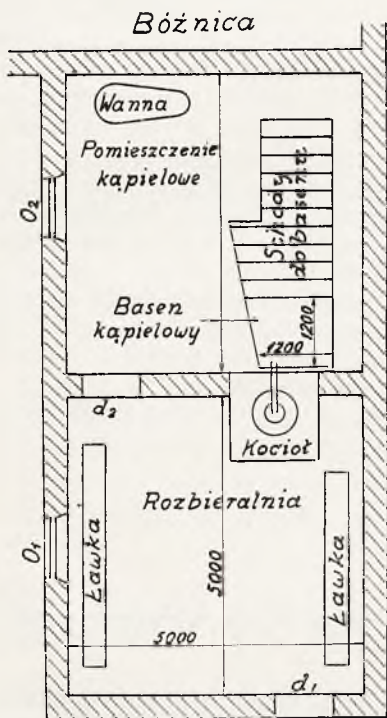 Bóżnica
Wanna
Pomieszczenie
kąpielowe
O₂
Schody
do basenu
Basen
kąpielowy
1200
1200
d₂
Kocioł
Rozbieralnia
O₁
Ławka
5000
Ławka
5000
d₁